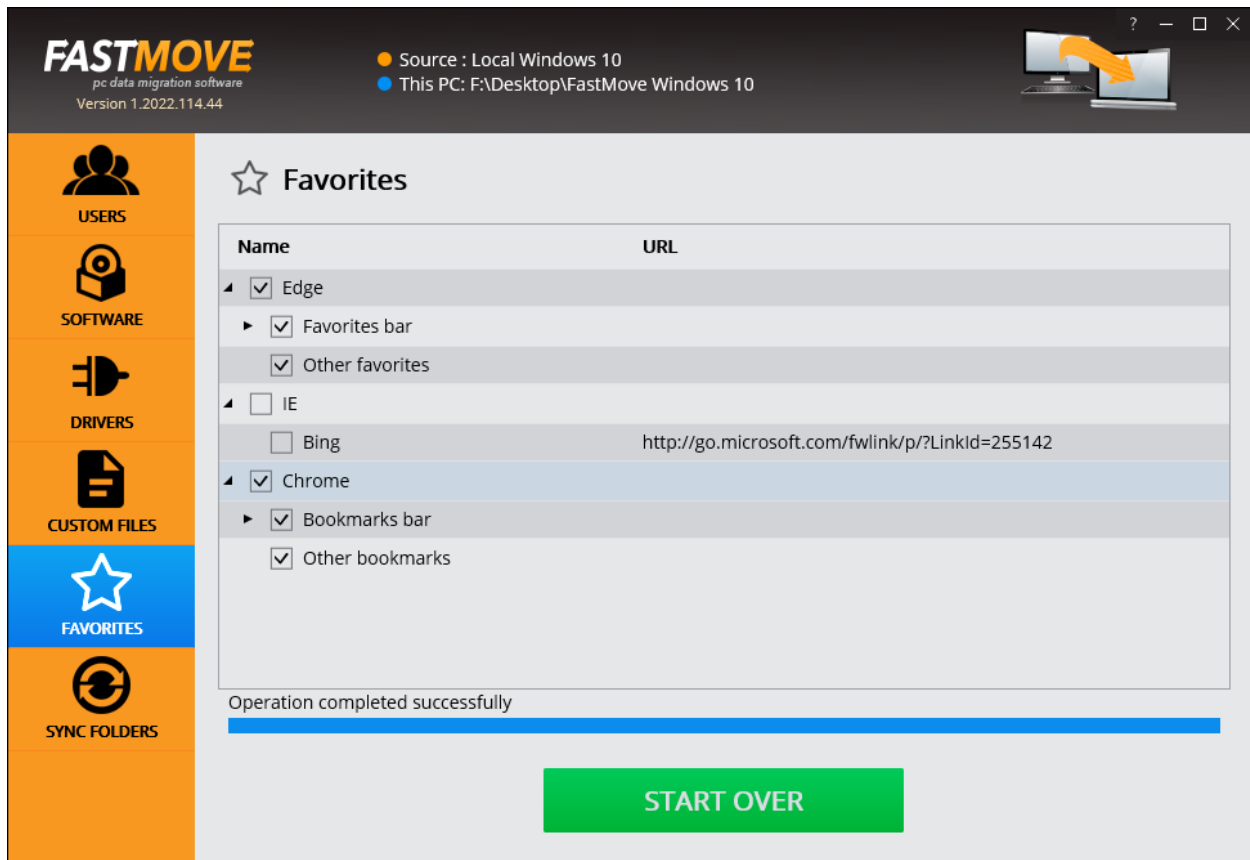 FASTMOVE
pc data migration software
Version 1.2022.114.44
Source : Local Windows 10
This PC: F:\Desktop\FastMove Windows 10
?
USERS
SOFTWARE
DRIVERS
CUSTOM FILES
FAVORITES
SYNC FOLDERS
Favorites
Name URL
Edge
Favorites bar
Other favorites
IE
Bing http://go.microsoft.com/fwlink/p/?LinkId=255142
Chrome
Bookmarks bar
Other bookmarks
Operation completed successfully
START OVER